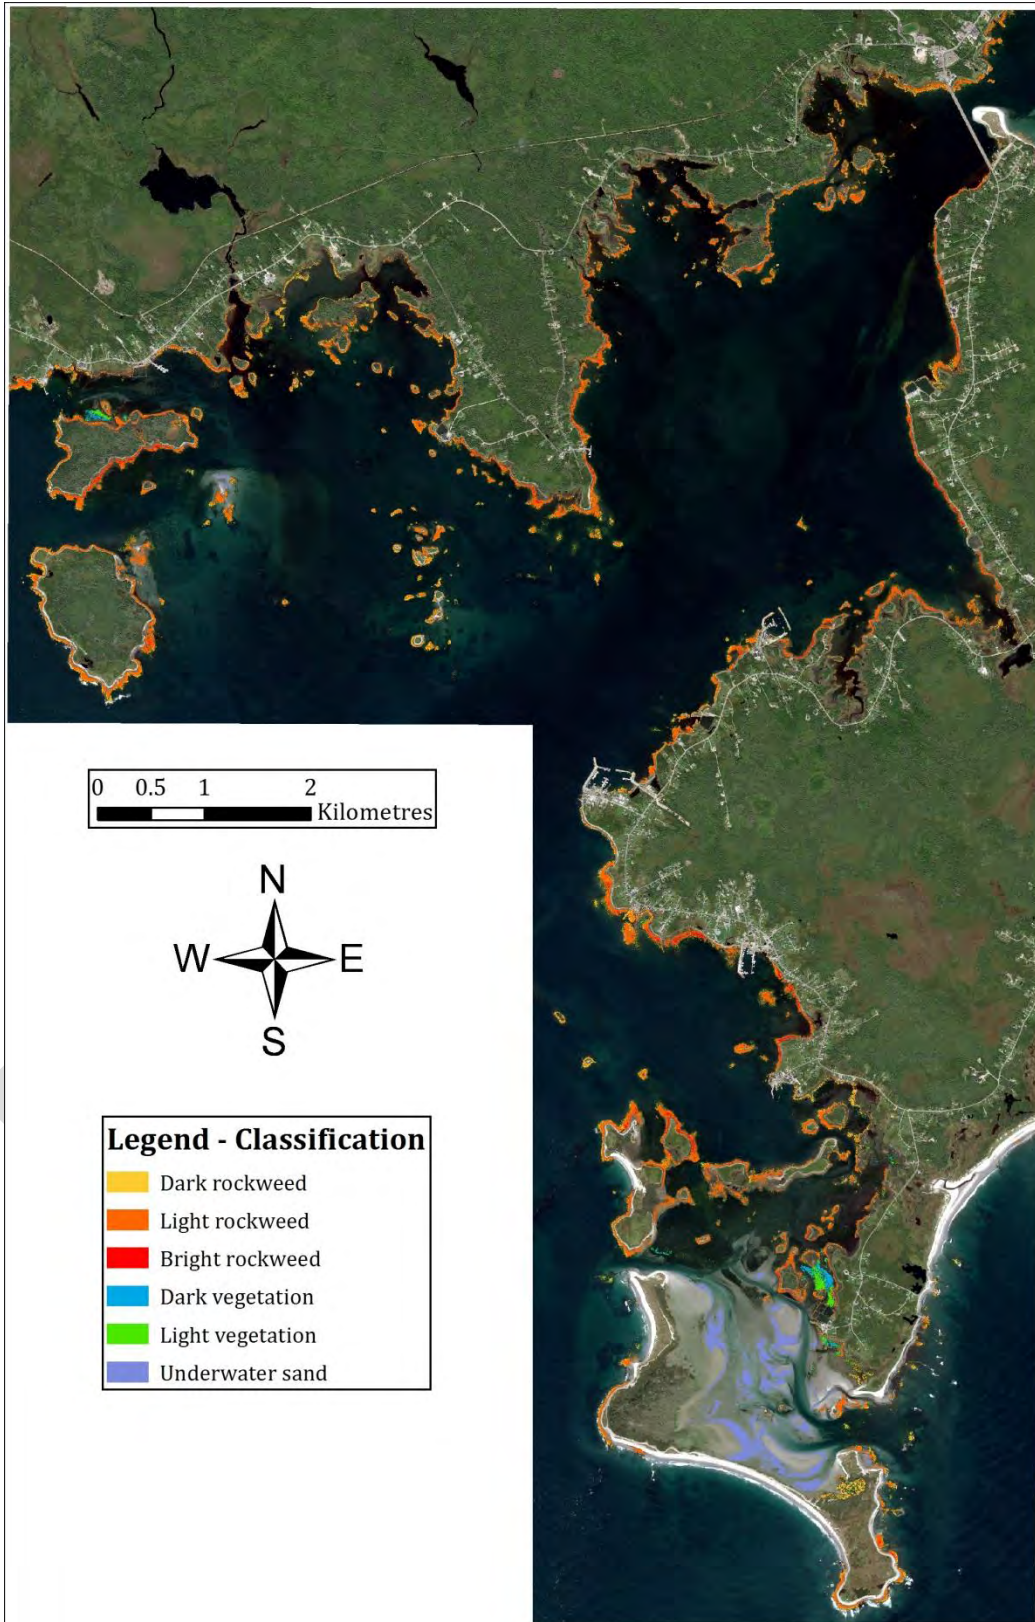 0 0.5 1 2
Kilometres
N
W E
S
Legend - Classification
Dark rockweed
Light rockweed
Bright rockweed
Dark vegetation
Light vegetation
Underwater sand